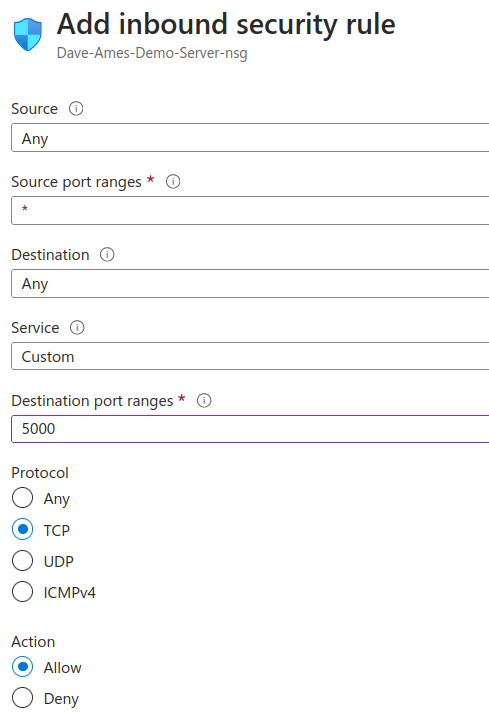 Add inbound security rule
Dave-Ames-Demo-Server-nsg
Source
Any
Source port ranges *
*
Destination
Any
Service
Custom
Destination port ranges *
5000
Protocol
Any
TCP
UDP
ICMPv4
Action
Allow
Deny